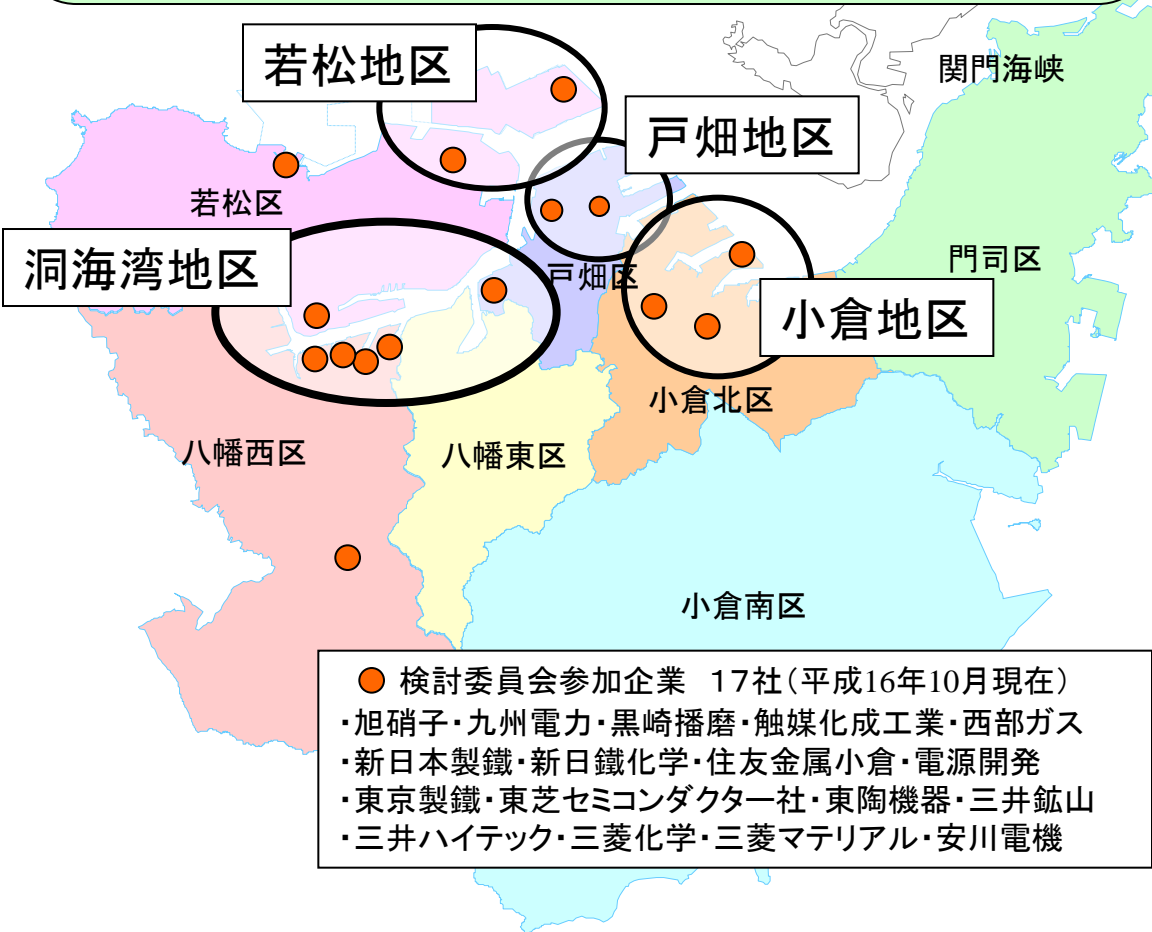 若松地区
関門海峡
戸畑地区
若松区
洞海湾地区
戸畑区
門司区
小倉地区
小倉北区
八幡西区
八幡東区
小倉南区
検討委員会参加企業 17社(平成16年10月現在)
・旭硝子・九州電力・黒崎播磨・触媒化成工業・西部ガス
・新日本製鐵・新日鐵化学・住友金属小倉・電源開発
・東京製鐵・東芝セミコンダクター社・東陶機器・三井鉱山
・三井ハイテック・三菱化学・三菱マテリアル・安川電機